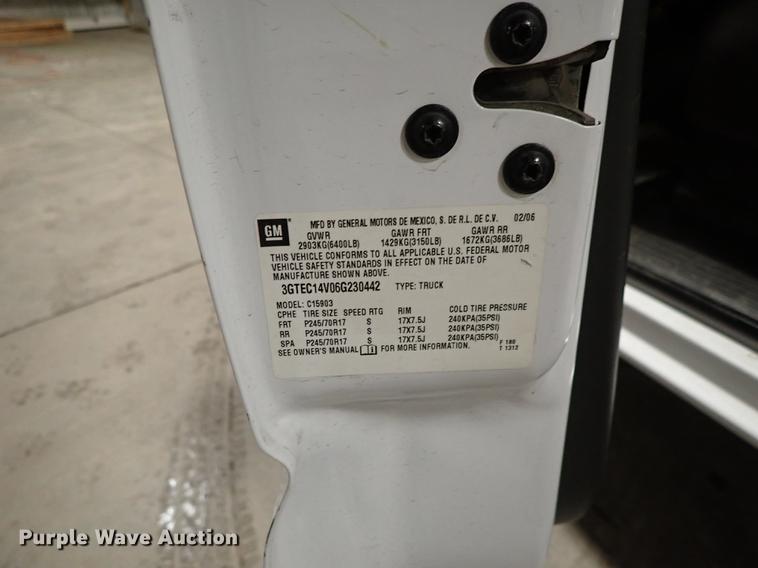 GM
MFD BY GENERAL MOTORS DE MEXICO, S. DE R.L. DE C.V. 02/06
GVWR GAWR FRT GAWR RR
2903KG(6400LB) 1429KG(3150LB) 1672KG(3686LB)
THIS VEHICLE CONFORMS TO ALL APPLICABLE U.S. FEDERAL MOTOR
VEHICLE SAFETY STANDARDS IN EFFECT ON THE DATE OF
MANUFACTURE SHOWN ABOVE.
3GTEC14V06G230442 TYPE: TRUCK
MODEL: C15903
CPHE TIRE SIZE SPEED RTG RIM COLD TIRE PRESSURE
FRT P245/70R17 S 17X7.5J 240KPA(35PSI)
RR P245/70R17 S 17X7.5J 240KPA(35PSI)
SPA P245/70R17 S 17X7.5J 240KPA(35PSI)
SEE OWNER'S MANUAL FOR MORE INFORMATION.
F 180
T 1312
Purple Wave Auction